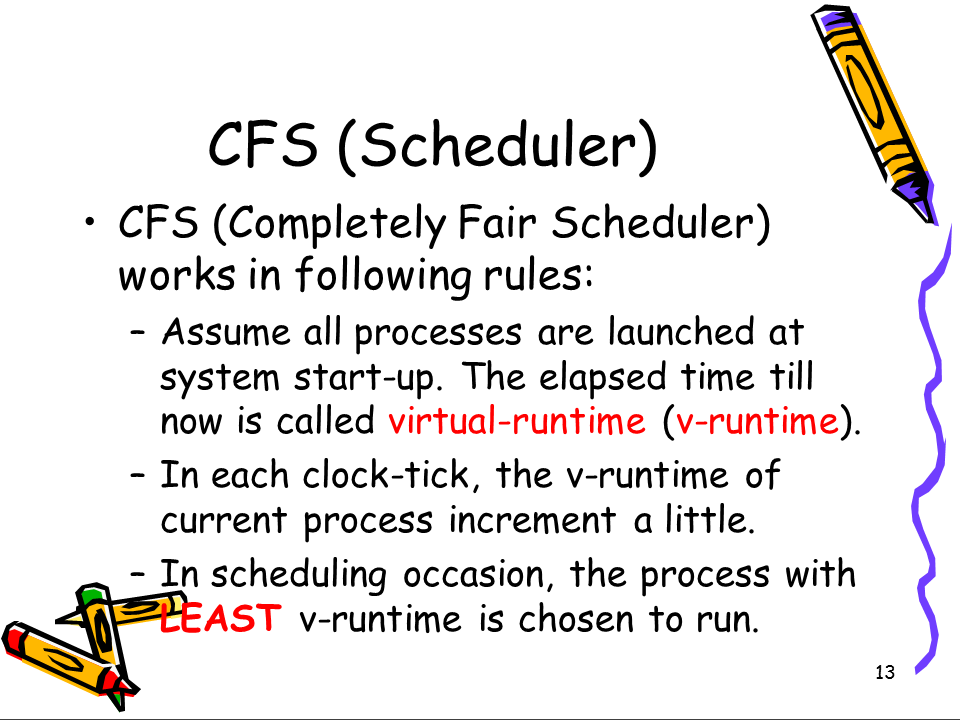 CFS (Scheduler)
• CFS (Completely Fair Scheduler)
works in following rules:
– Assume all processes are launched at
system start-up. The elapsed time till
now is called virtual-runtime (v-runtime).
– In each clock-tick, the v-runtime of
current process increment a little.
– In scheduling occasion, the process with
LEAST v-runtime is chosen to run.
13